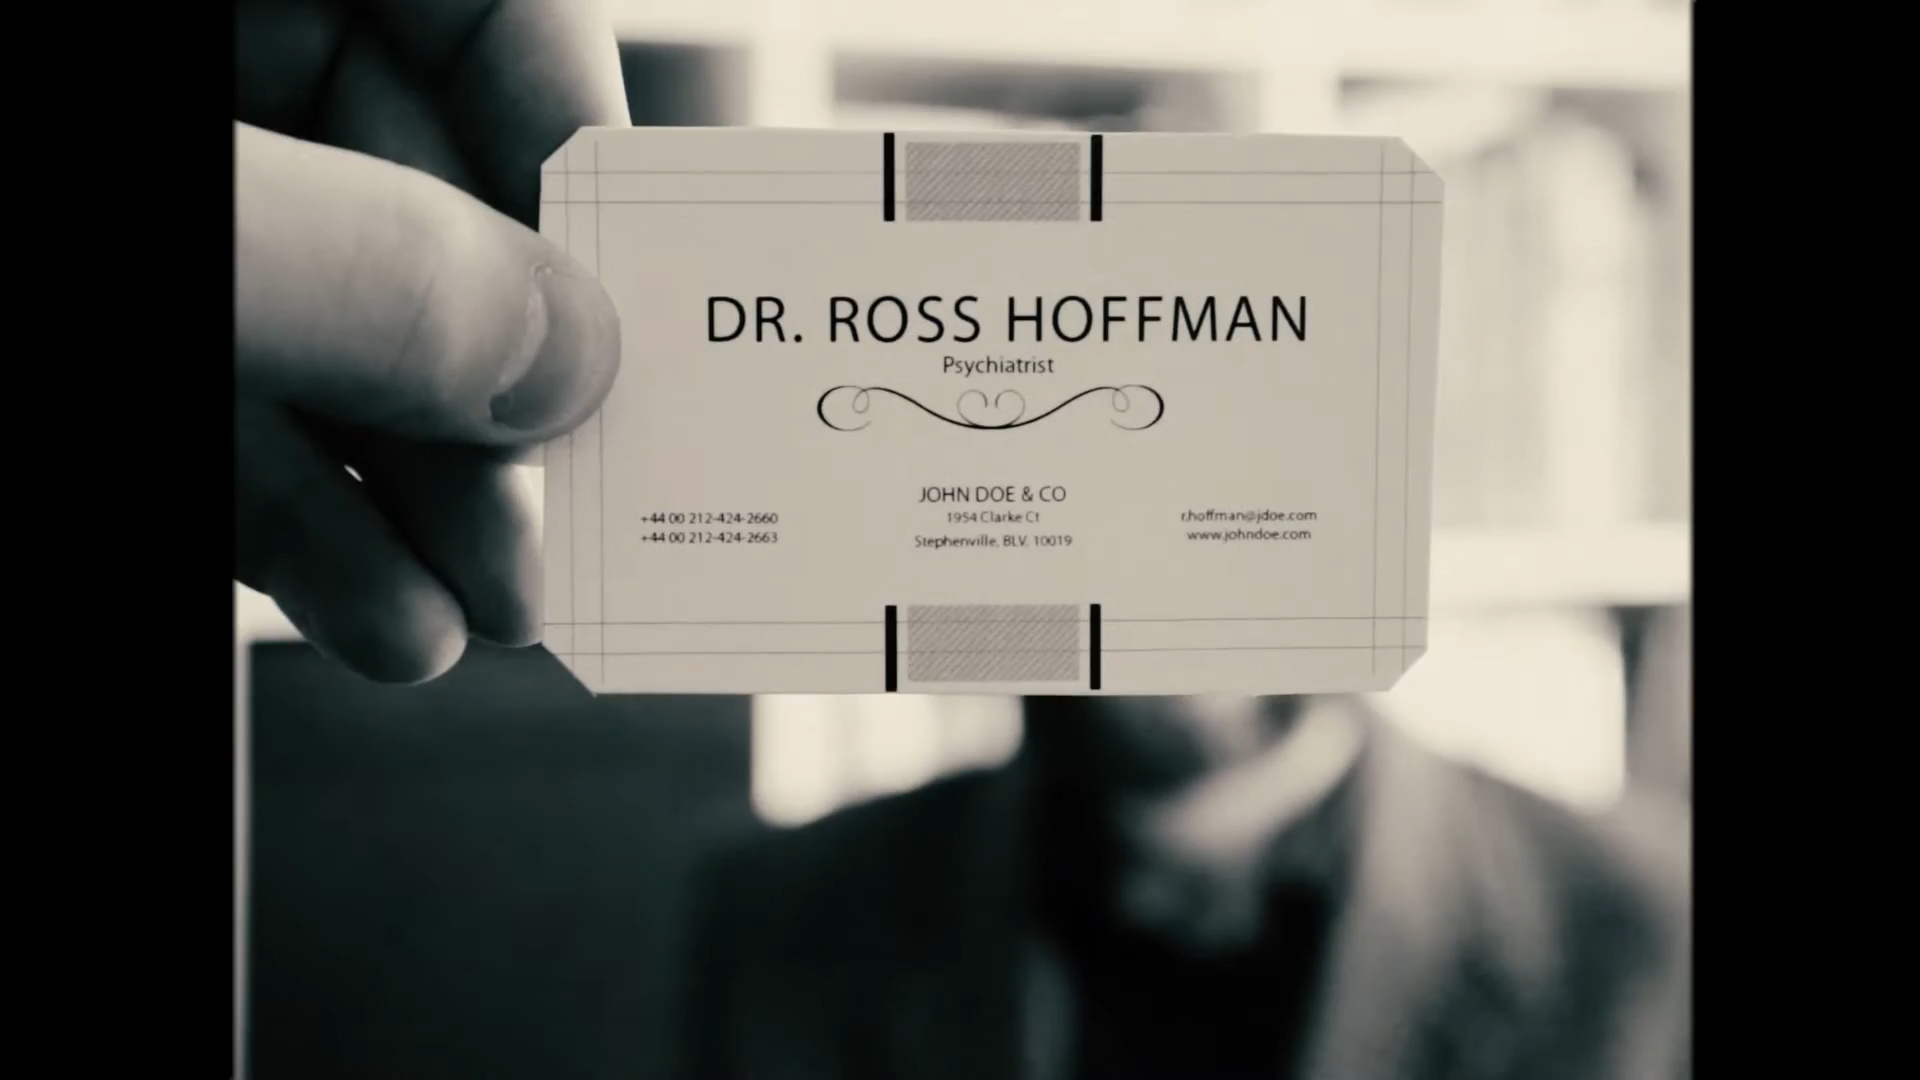 DR. ROSS HOFFMAN
Psychiatrist
+44 00 212-424-2660
+44 00 212-424-2663
JOHN DOE & CO
1954 Clarke Ct
Stephenville, BLV. 10019
r.hoffman@jdoe.com
www.johndoe.com